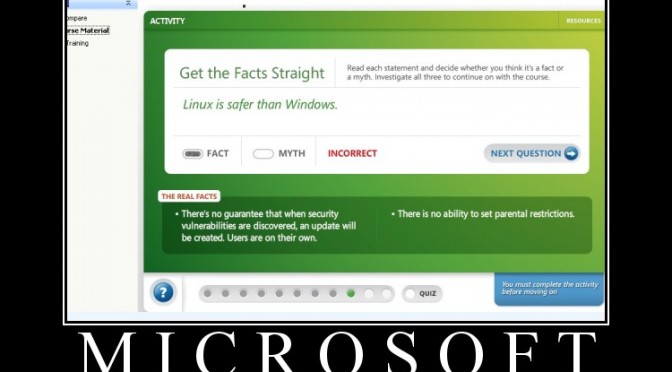 ACTIVITY
RESOURCES
mpare
rse Material
Training
Get the Facts Straight
Read each statement and decide whether you think it's a fact or
a myth. Investigate all three to continue on with the course.
Linux is safer than Windows.
FACT
MYTH
INCORRECT
NEXT QUESTION
THE REAL FACTS
• There's no guarantee that when security
vulnerabilities are discovered, an update will
be created. Users are on their own.
• There is no ability to set parental restrictions.
?
QUIZ
You must complete the activity
before moving on
MICROSOFT